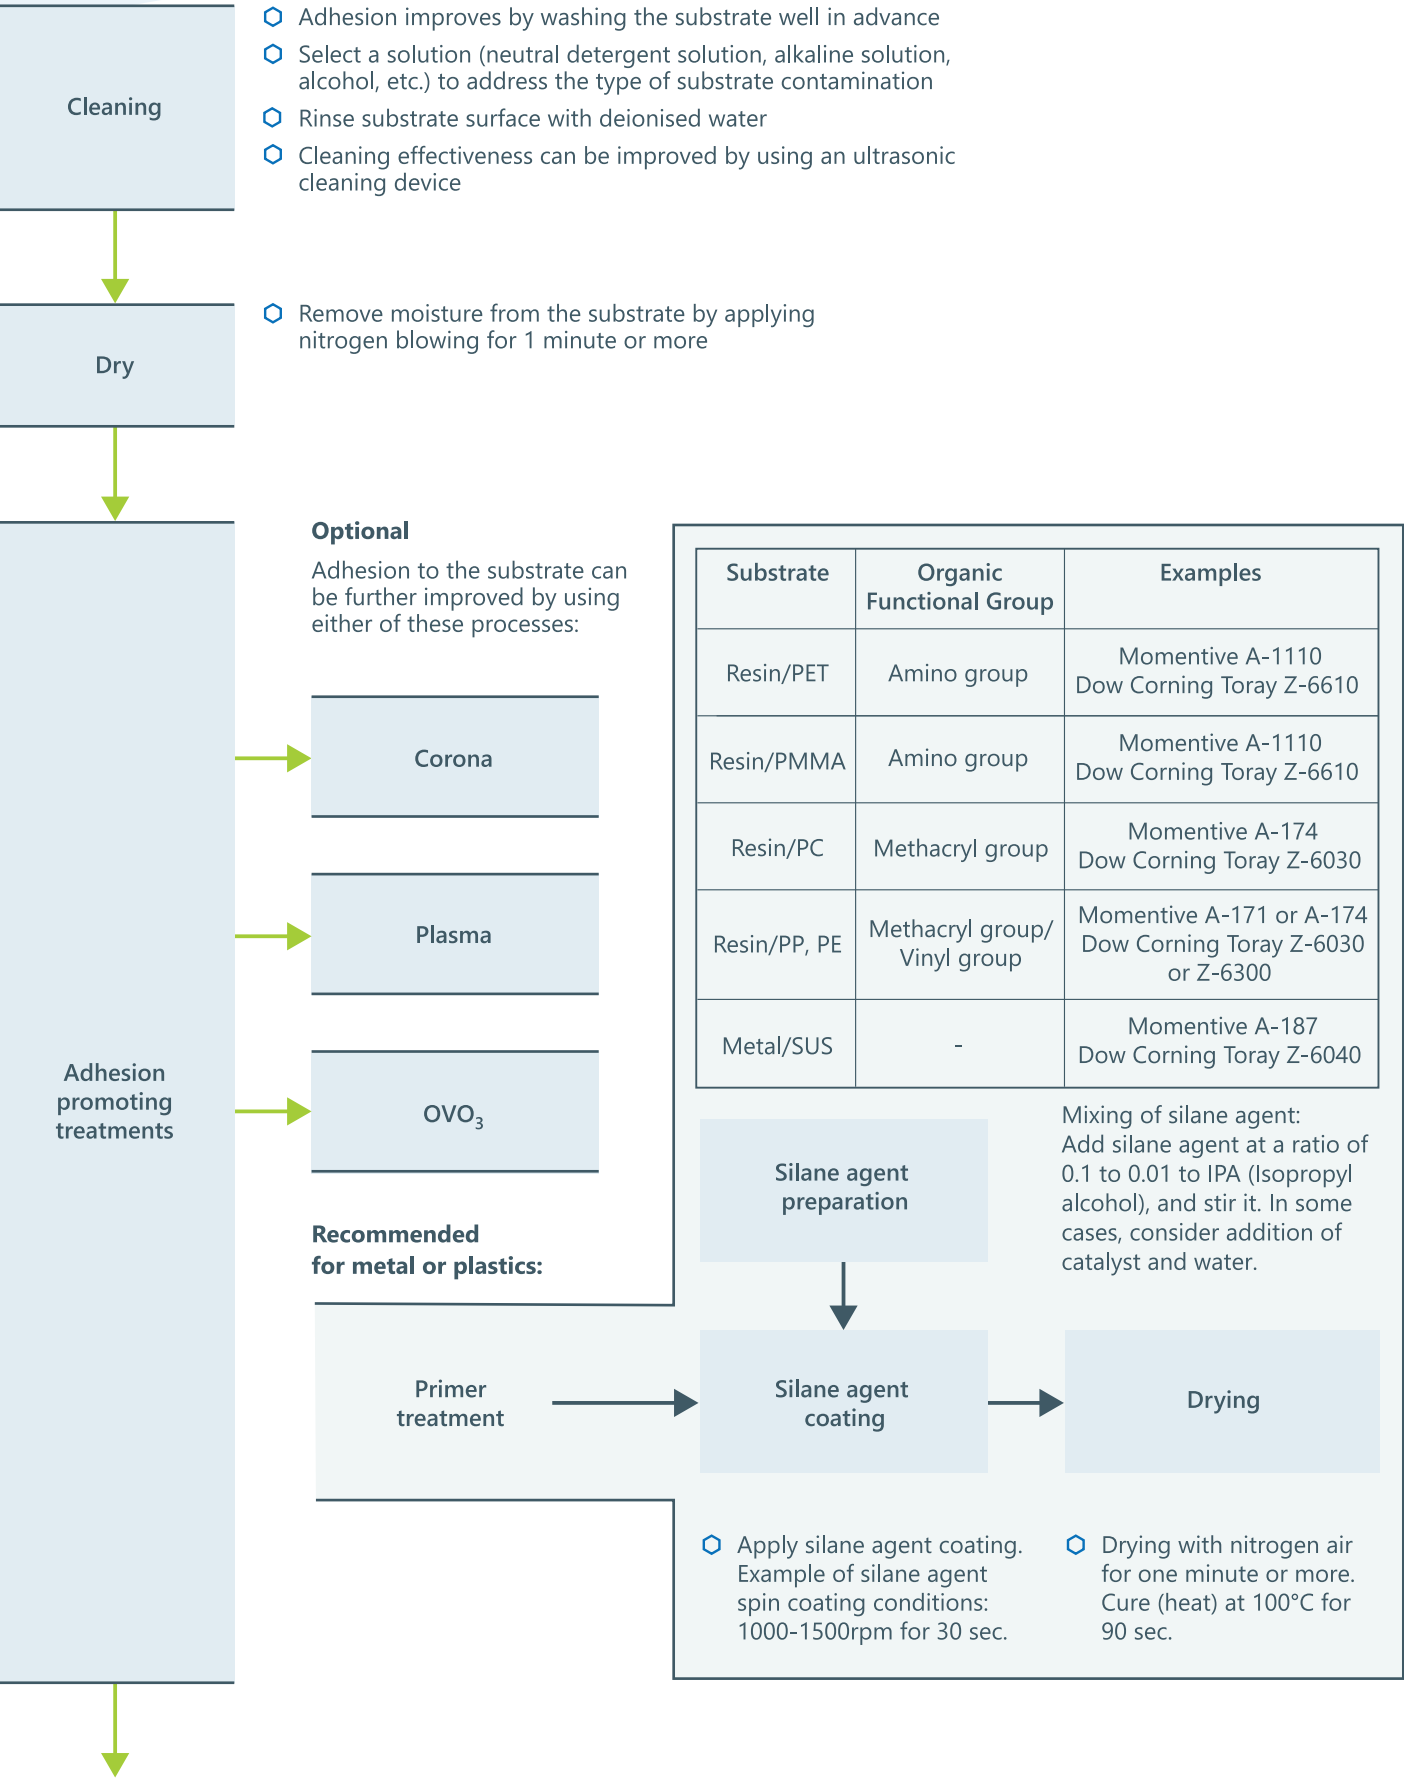 Cleaning
Adhesion improves by washing the substrate well in advance
Select a solution (neutral detergent solution, alkaline solution,
alcohol, etc.) to address the type of substrate contamination
Rinse substrate surface with deionised water
Cleaning effectiveness can be improved by using an ultrasonic
cleaning device
Dry
Remove moisture from the substrate by applying
nitrogen blowing for 1 minute or more
Adhesion
promoting
treatments
Optional
Adhesion to the substrate can
be further improved by using
either of these processes:
Corona
Plasma
OVO₃
Recommended
for metal or plastics:
Primer
treatment
Substrate
Organic
Functional Group
Examples
Resin/PET
Amino group
Momentive A-1110
Dow Corning Toray Z-6610
Resin/PMMA
Amino group
Momentive A-1110
Dow Corning Toray Z-6610
Resin/PC
Methacryl group
Momentive A-174
Dow Corning Toray Z-6030
Resin/PP, PE
Methacryl group/
Vinyl group
Momentive A-171 or A-174
Dow Corning Toray Z-6030
or Z-6300
Metal/SUS
-
Momentive A-187
Dow Corning Toray Z-6040
Silane agent
preparation
Mixing of silane agent:
Add silane agent at a ratio of
0.1 to 0.01 to IPA (Isopropyl
alcohol), and stir it. In some
cases, consider addition of
catalyst and water.
Silane agent
coating
Drying
Apply silane agent coating.
Example of silane agent
spin coating conditions:
1000-1500rpm for 30 sec.
Drying with nitrogen air
for one minute or more.
Cure (heat) at 100°C for
90 sec.